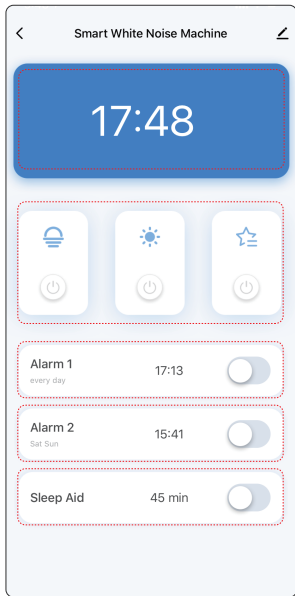 Smart White Noise Machine
17:48
Alarm 1
every day
17:13
Alarm 2
Sat Sun
15:41
Sleep Aid
45 min